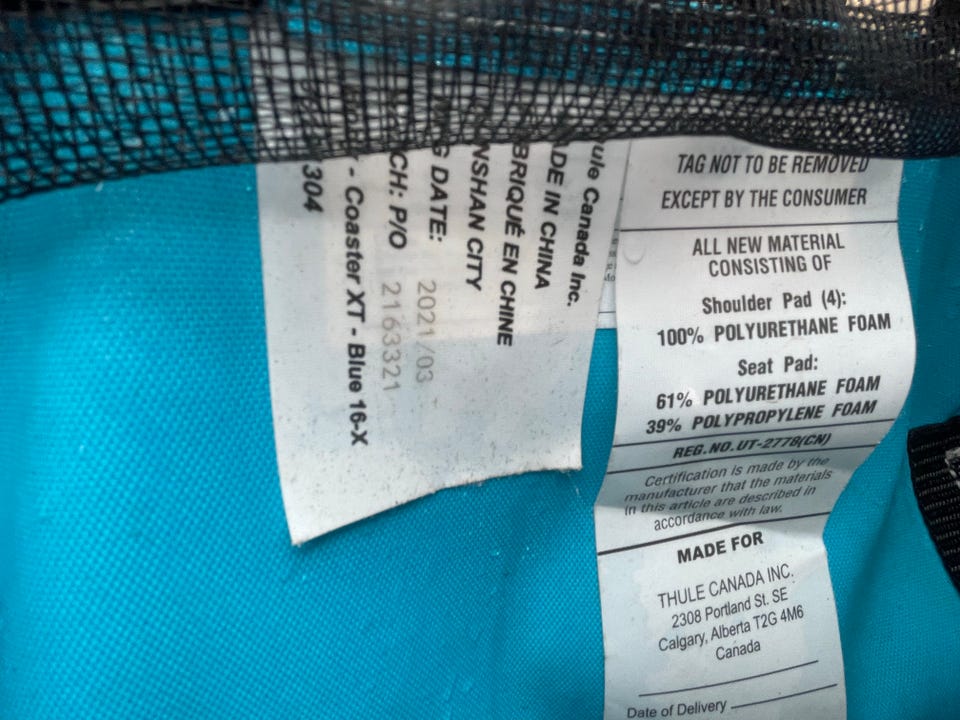 ule Canada Inc.
ADE IN CHINA
BRIQUÉ EN CHINE
NSHAN CITY
G DATE: 2021/03
CH: P/O 2163321
- Coaster XT - Blue 16-X
304
TAG NOT TO BE REMOVED
EXCEPT BY THE CONSUMER
ALL NEW MATERIAL
CONSISTING OF
Shoulder Pad (4):
100% POLYURETHANE FOAM
Seat Pad:
61% POLYURETHANE FOAM
39% POLYPROPYLENE FOAM
REG.NO.UT-2778(CN)
Certification is made by the
manufacturer that the materials
in this article are described in
accordance with law.
MADE FOR
THULE CANADA INC.
2308 Portland St. SE
Calgary, Alberta T2G 4M6
Canada
Date of Delivery